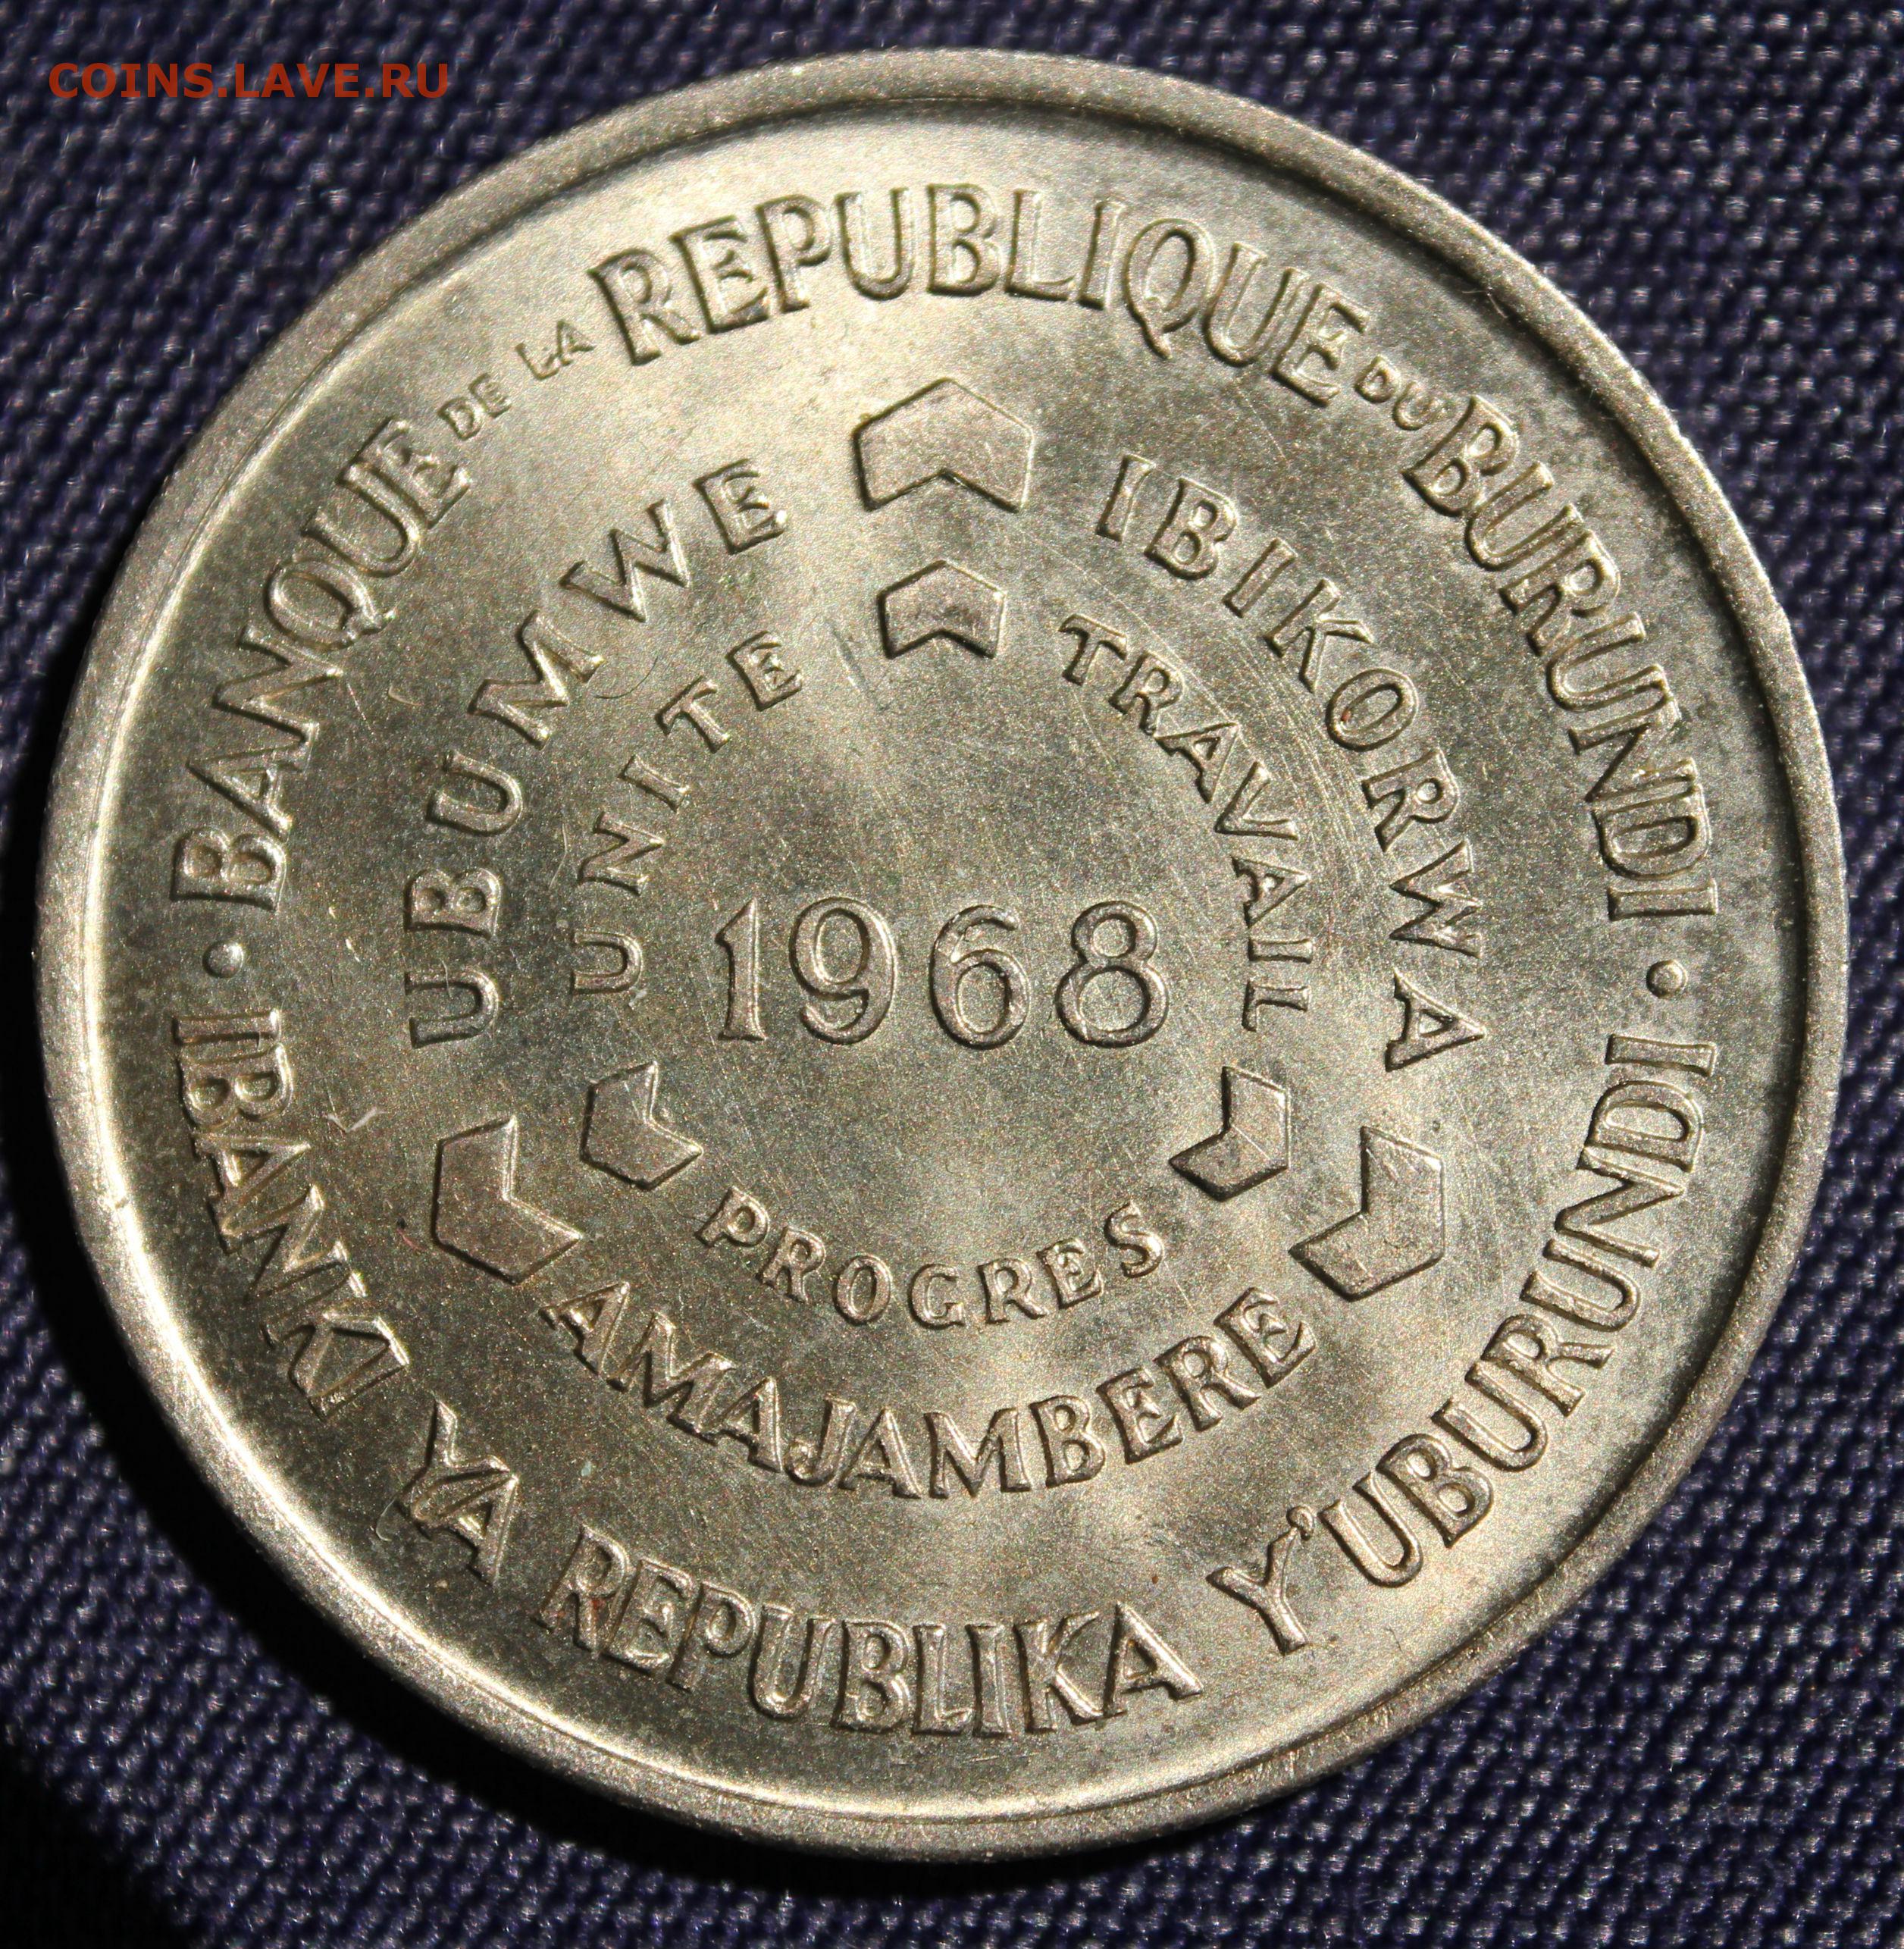 COINS.LAVE.RU
BANQUE DE LA REPUBLIQUE DU BURUNDI
· IBANKI YA REPUBLIKA Y'UBURUNDI ·
UBUMWE IBIKORWA
AMAJAMBERE
UNITE TRAVAIL
PROGRES
1968